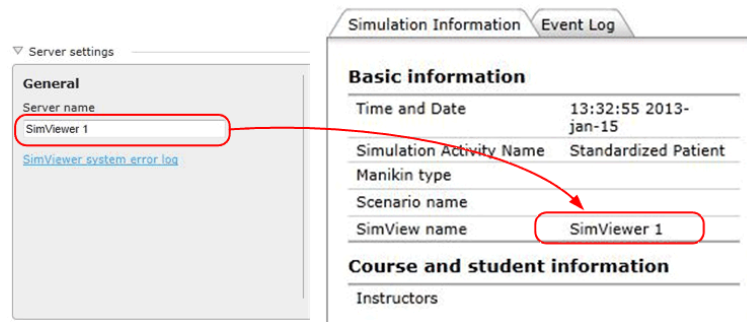 Server settings
General
Server name
SimViewer 1
SimViewer system error log
Simulation Information
Event Log
Basic information
Time and Date 13:32:55 2013-
jan-15
Simulation Activity Name Standardized Patient
Manikin type
Scenario name
SimView name SimViewer 1
Course and student information
Instructors